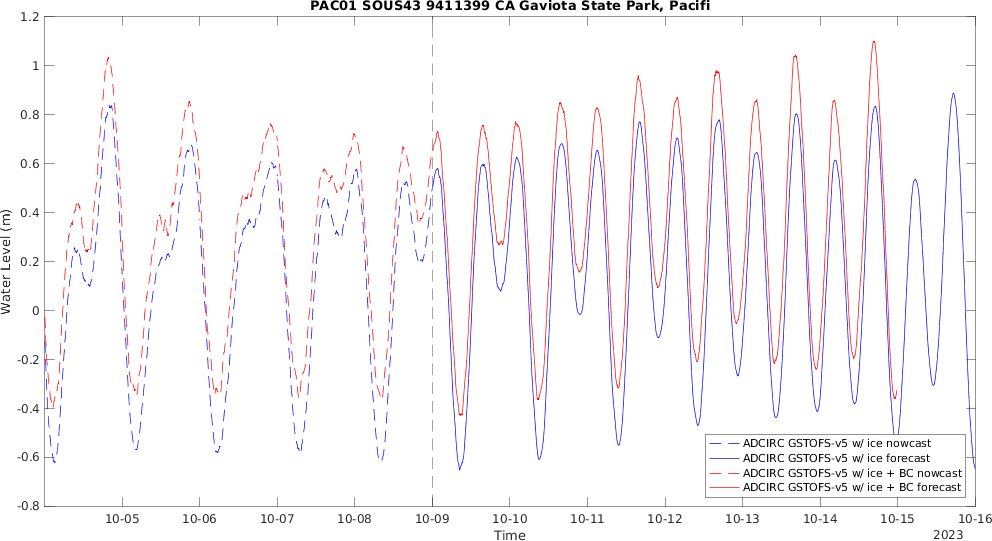 PAC01 SOUS43 9411399 CA Gaviota State Park, Pacifi
1.2
1
0.8
0.6
0.4
0.2
0
-0.2
-0.4
-0.6
-0.8
Water Level (m)
ADCIRC GSTOFS-v5 w/ ice nowcast
ADCIRC GSTOFS-v5 w/ ice forecast
ADCIRC GSTOFS-v5 w/ ice + BC nowcast
ADCIRC GSTOFS-v5 w/ ice + BC forecast
10-05 10-06 10-07 10-08 10-09 10-10 10-11 10-12 10-13 10-14 10-15 10-16
Time
2023